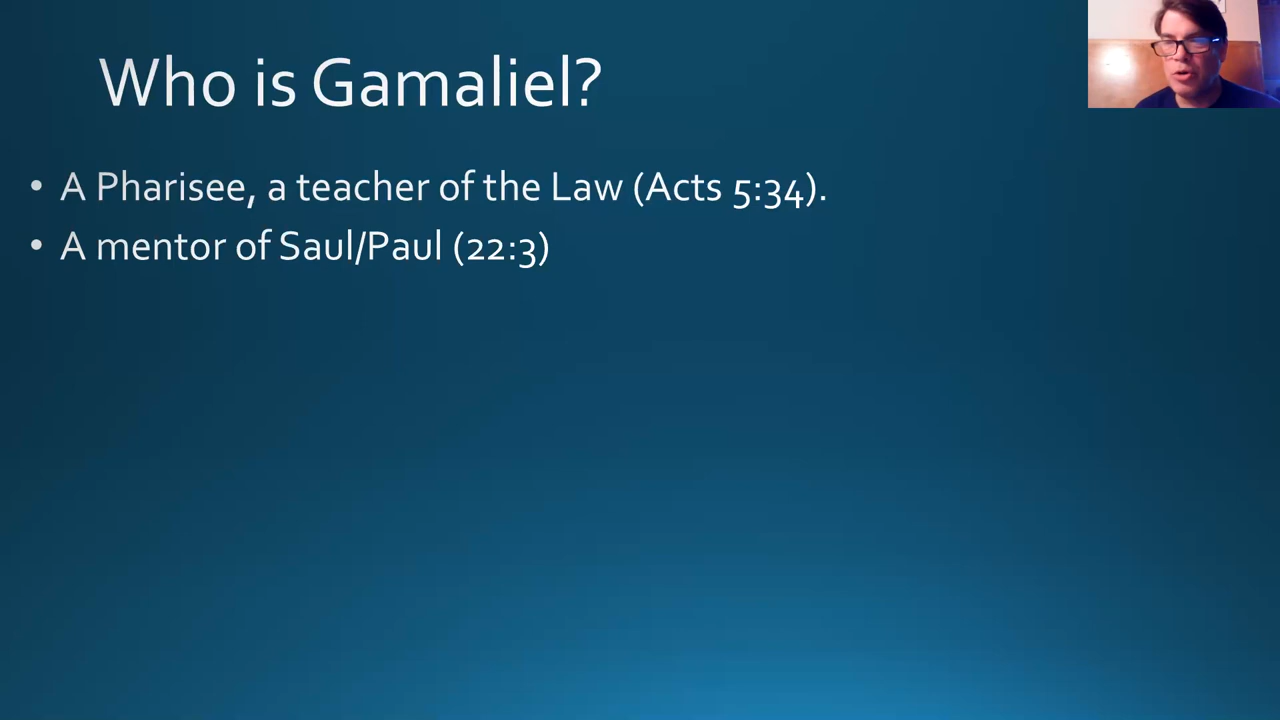 Who is Gamaliel?
• A Pharisee, a teacher of the Law (Acts 5:34).
• A mentor of Saul/Paul (22:3)